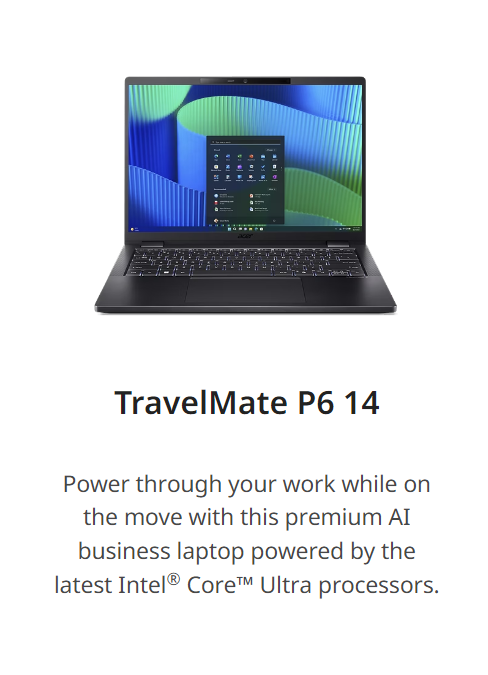 TravelMate P6 14
Power through your work while on
the move with this premium AI
business laptop powered by the
latest Intel® Core™ Ultra processors.